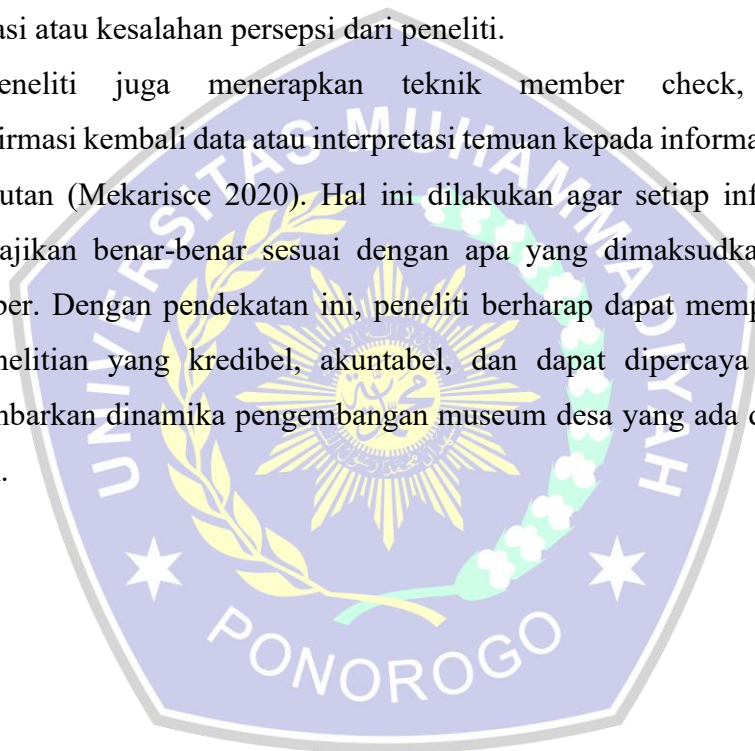 asi atau kesalahan persepsi dari peneliti.
eneliti juga menerapkan teknik member check,
irmasi kembali data atau interpretasi temuan kepada informa
utan (Mekarisce 2020). Hal ini dilakukan agar setiap inf
ajikan benar-benar sesuai dengan apa yang dimaksudka
ber. Dengan pendekatan ini, peneliti berharap dapat memp
nelitian yang kredibel, akuntabel, dan dapat dipercaya
mbarkan dinamika pengembangan museum desa yang ada d
.
UNIVERSITAS MUHAMMADIYAH
PONOROGO